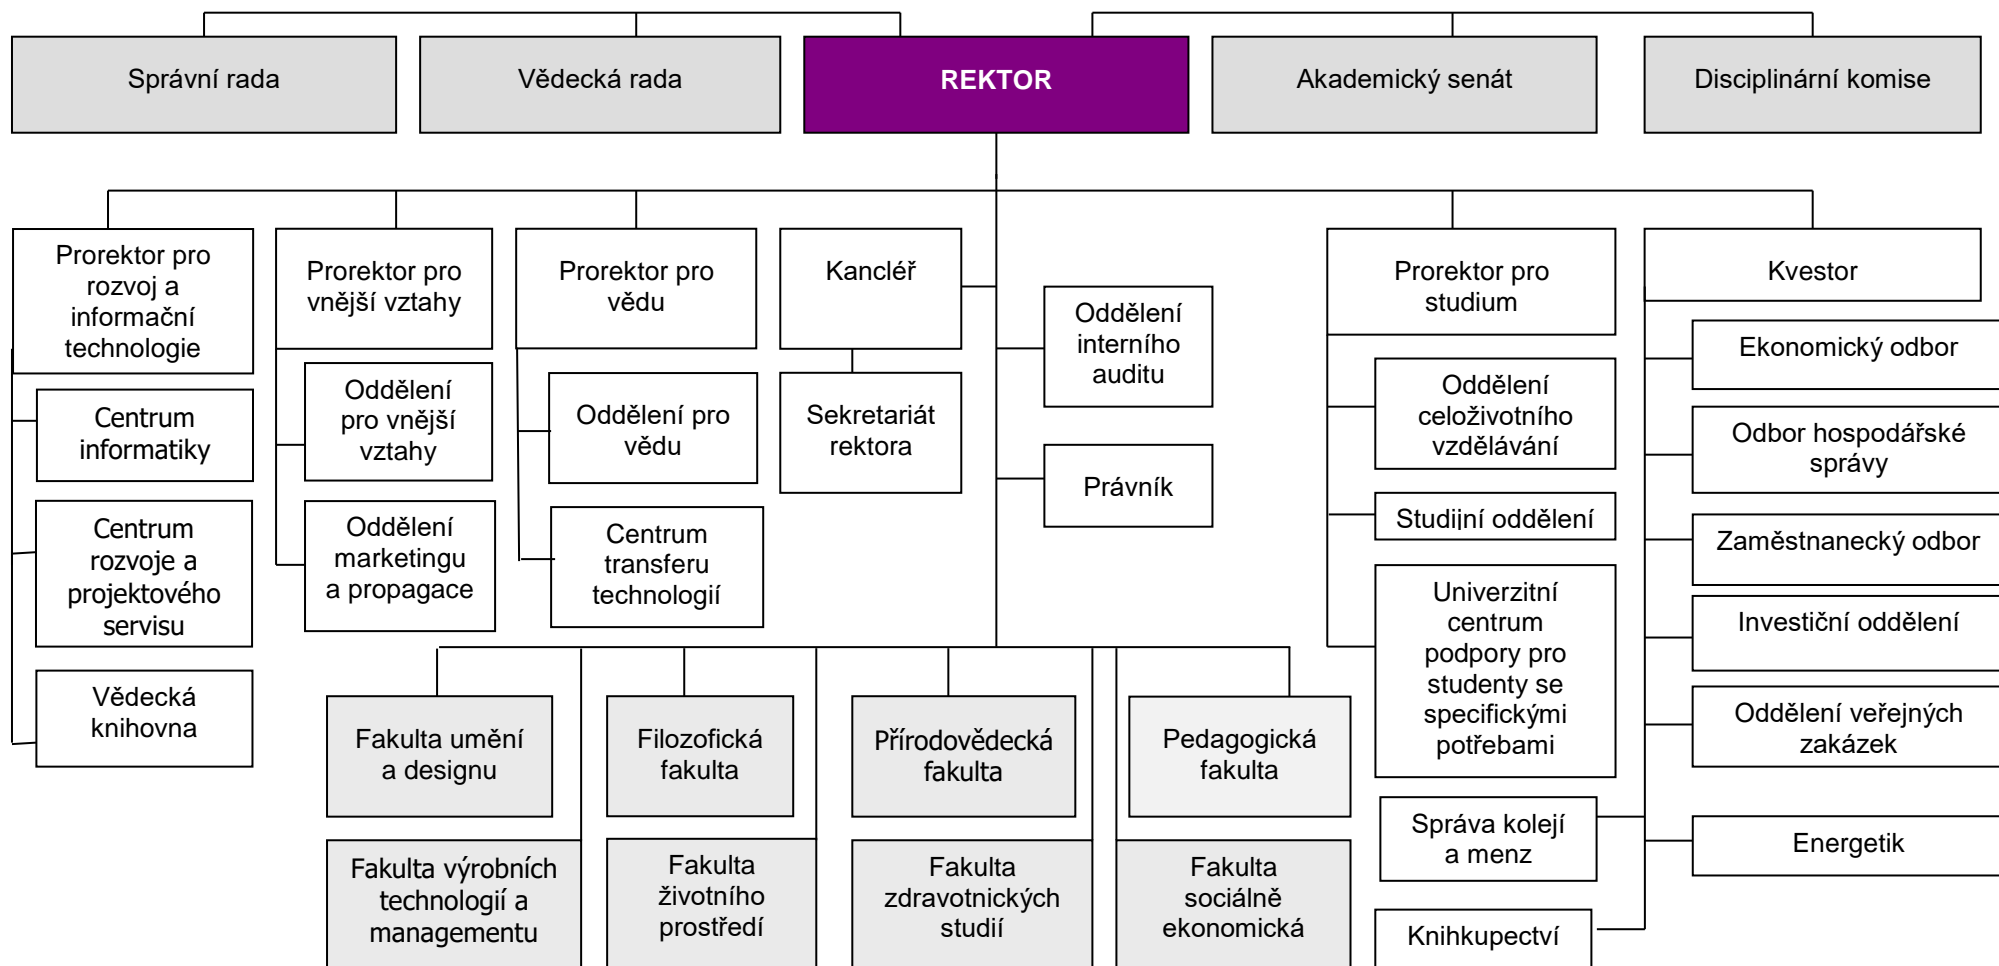 Správní rada
Vědecká rada
REKTOR
Akademický senát
Disciplinární komise
Prorektor pro
rozvoj a
informační
technologie
Prorektor pro
vnější vztahy
Prorektor pro
vědu
Kancléř
Prorektor pro
studium
Kvestor
Centrum
informatiky
Centrum
rozvoje a
projektového
servisu
Vědecká
knihovna
Oddělení
pro vnější
vztahy
Oddělení
marketingu
a propagace
Oddělení pro
vědu
Centrum
transferu
technologií
Sekretariát
rektora
Oddělení
interního
auditu
Právník
Oddělení
celoživotního
vzdělávání
Studijní oddělení
Univerzitní
centrum
podpory pro
studenty se
specifickými
potřebami
Ekonomický odbor
Odbor hospodářské
správy
Zaměstnanecký odbor
Investiční oddělení
Oddělení veřejných
zakázek
Správa kolejí
a menz
Energetik
Knihkupectví
Fakulta umění
a designu
Filozofická
fakulta
Přírodovědecká
fakulta
Pedagogická
fakulta
Fakulta výrobních
technologií a
managementu
Fakulta
životního
prostředí
Fakulta
zdravotnických
studií
Fakulta
sociálně
ekonomická